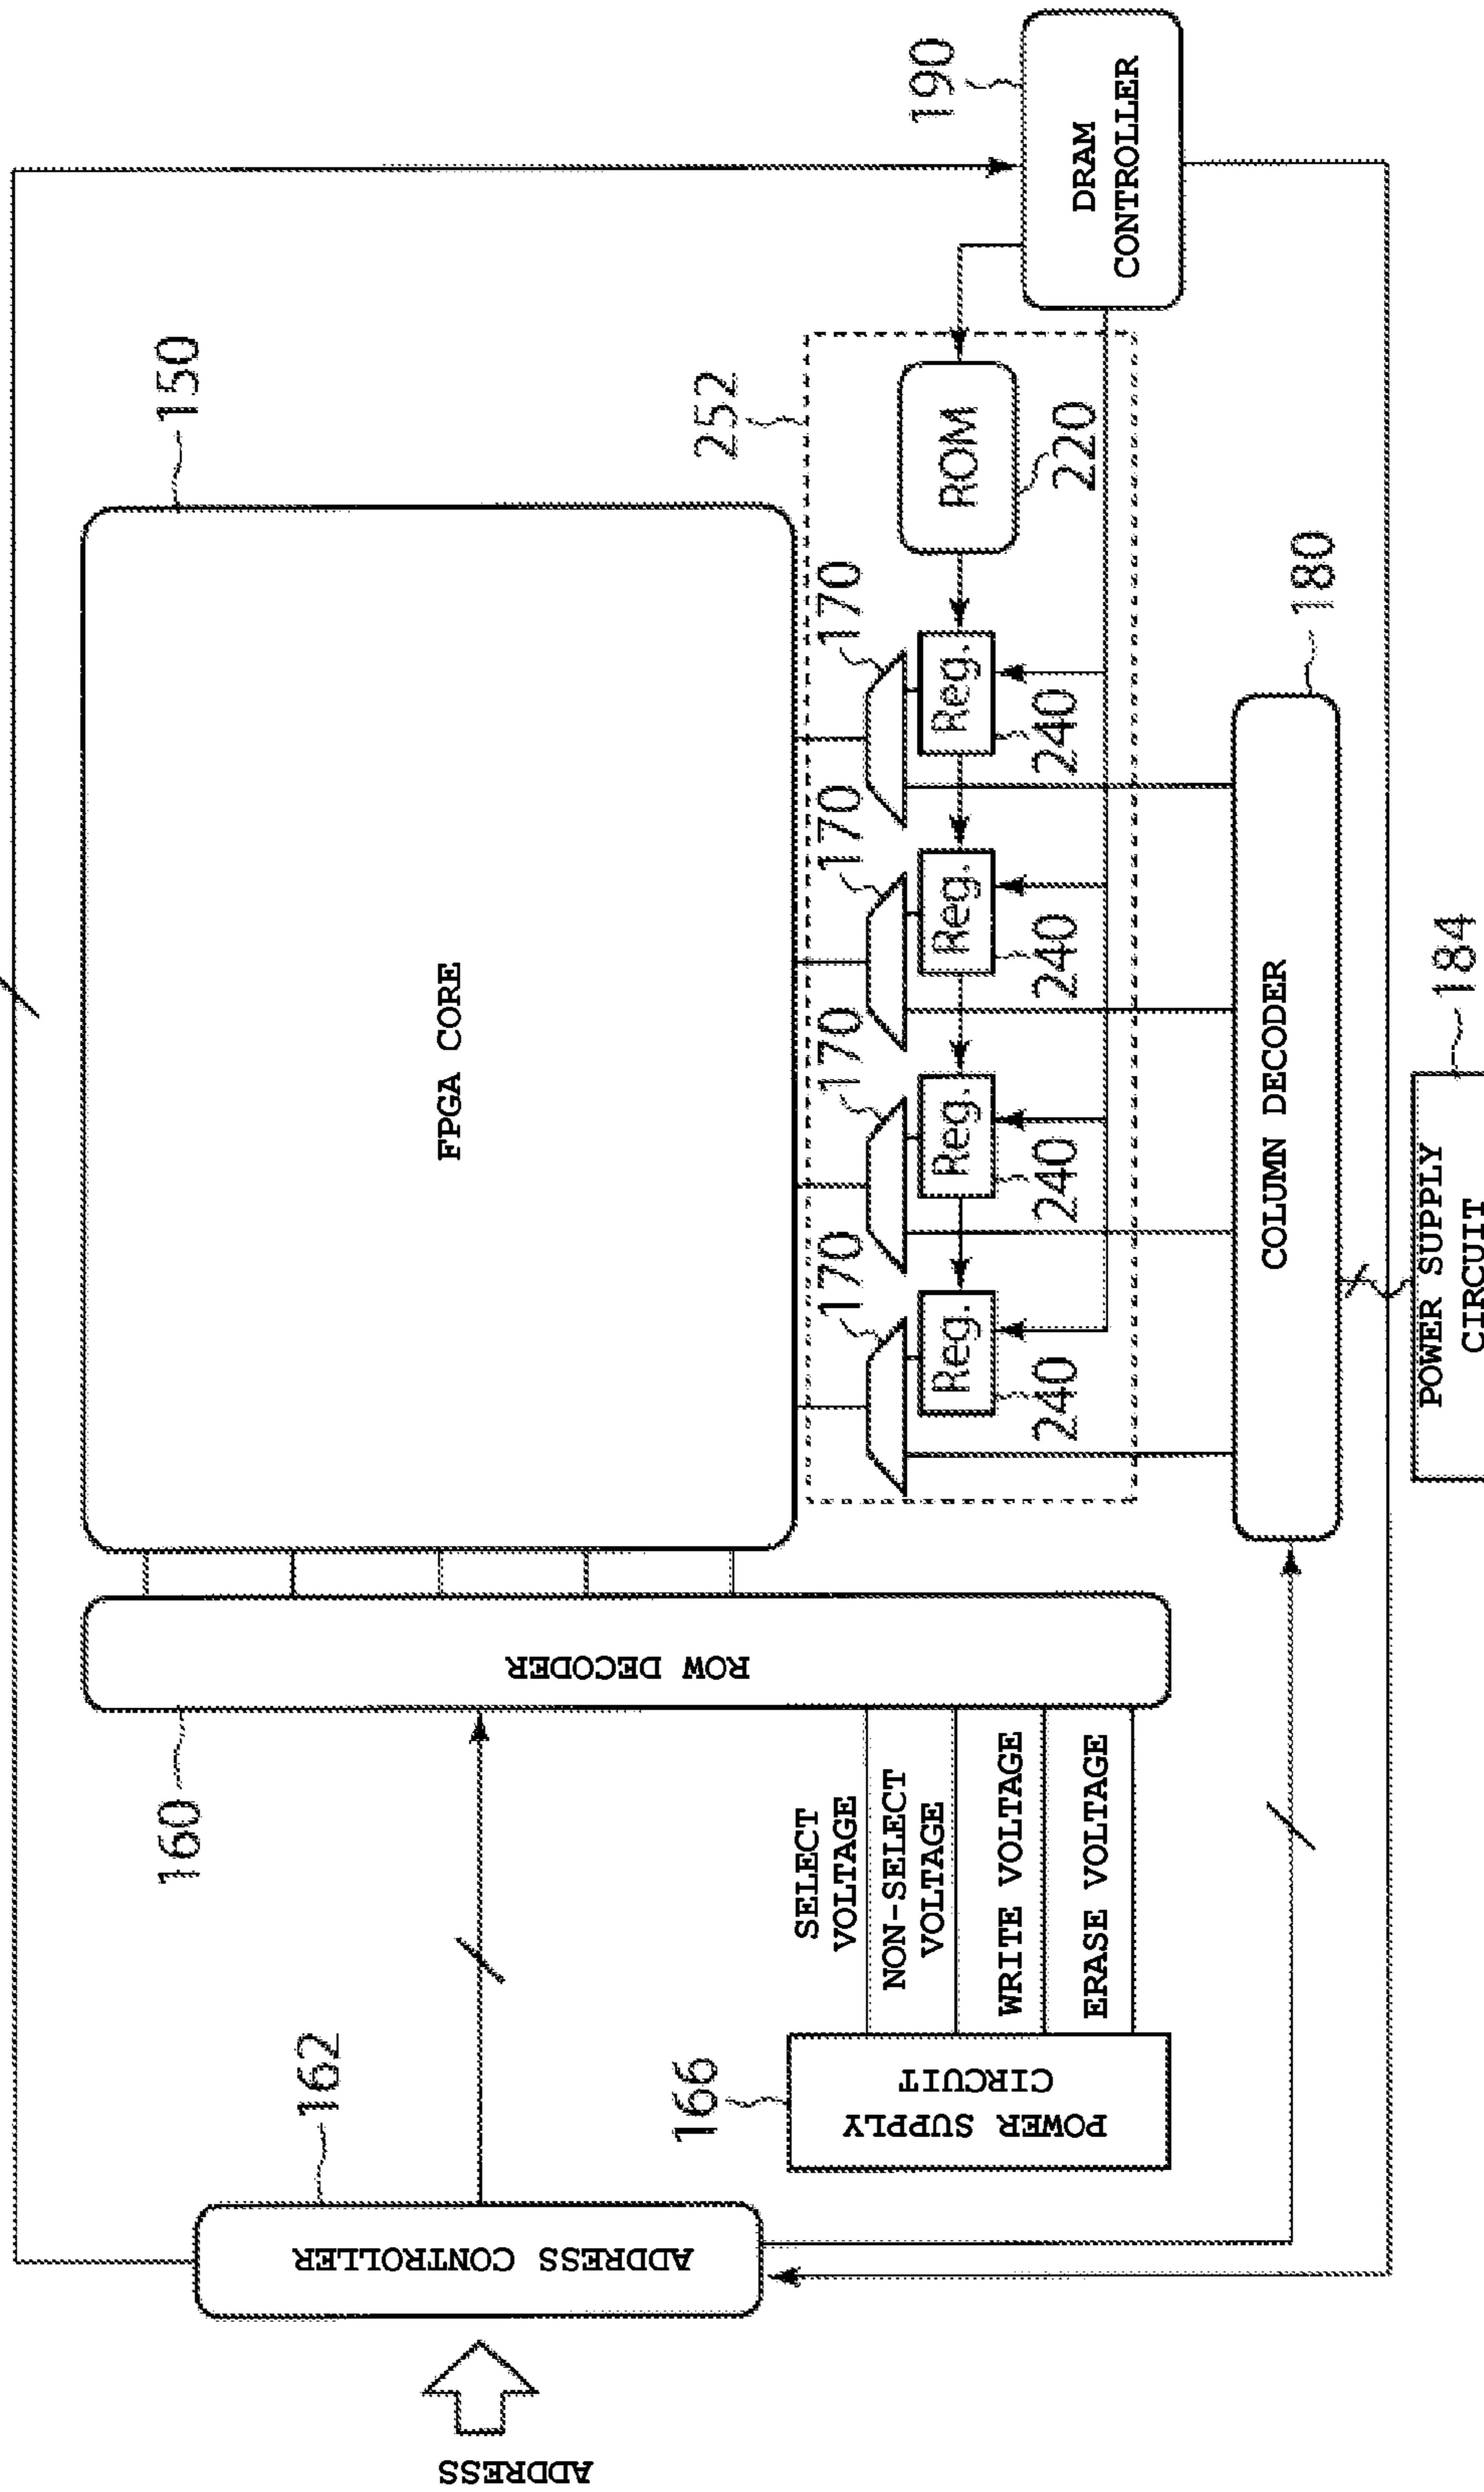 ADDRESS
ADDRESS CONTROLLER
162
160
ROW DECODER
FPGA CORE
150
POWER SUPPLY
CIRCUIT
166
SELECT
VOLTAGE
NON-SELECT
VOLTAGE
WRITE VOLTAGE
ERASE VOLTAGE
252
170
170
170
170
Reg.
Reg.
Reg.
Reg.
240
240
240
240
ROM
220
DRAM
CONTROLLER
190
COLUMN DECODER
180
POWER SUPPLY
CIRCUIT
184